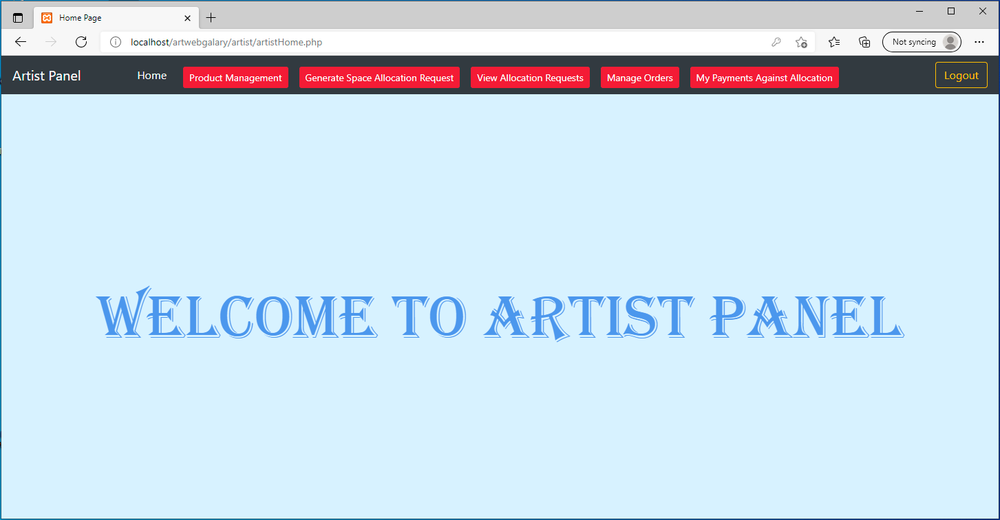 Home Page
localhost/artwebgalary/artist/artistHome.php
Not syncing
Artist Panel Home Product Management Generate Space Allocation Request View Allocation Requests Manage Orders My Payments Against Allocation Logout
WELCOME TO ARTIST PANEL